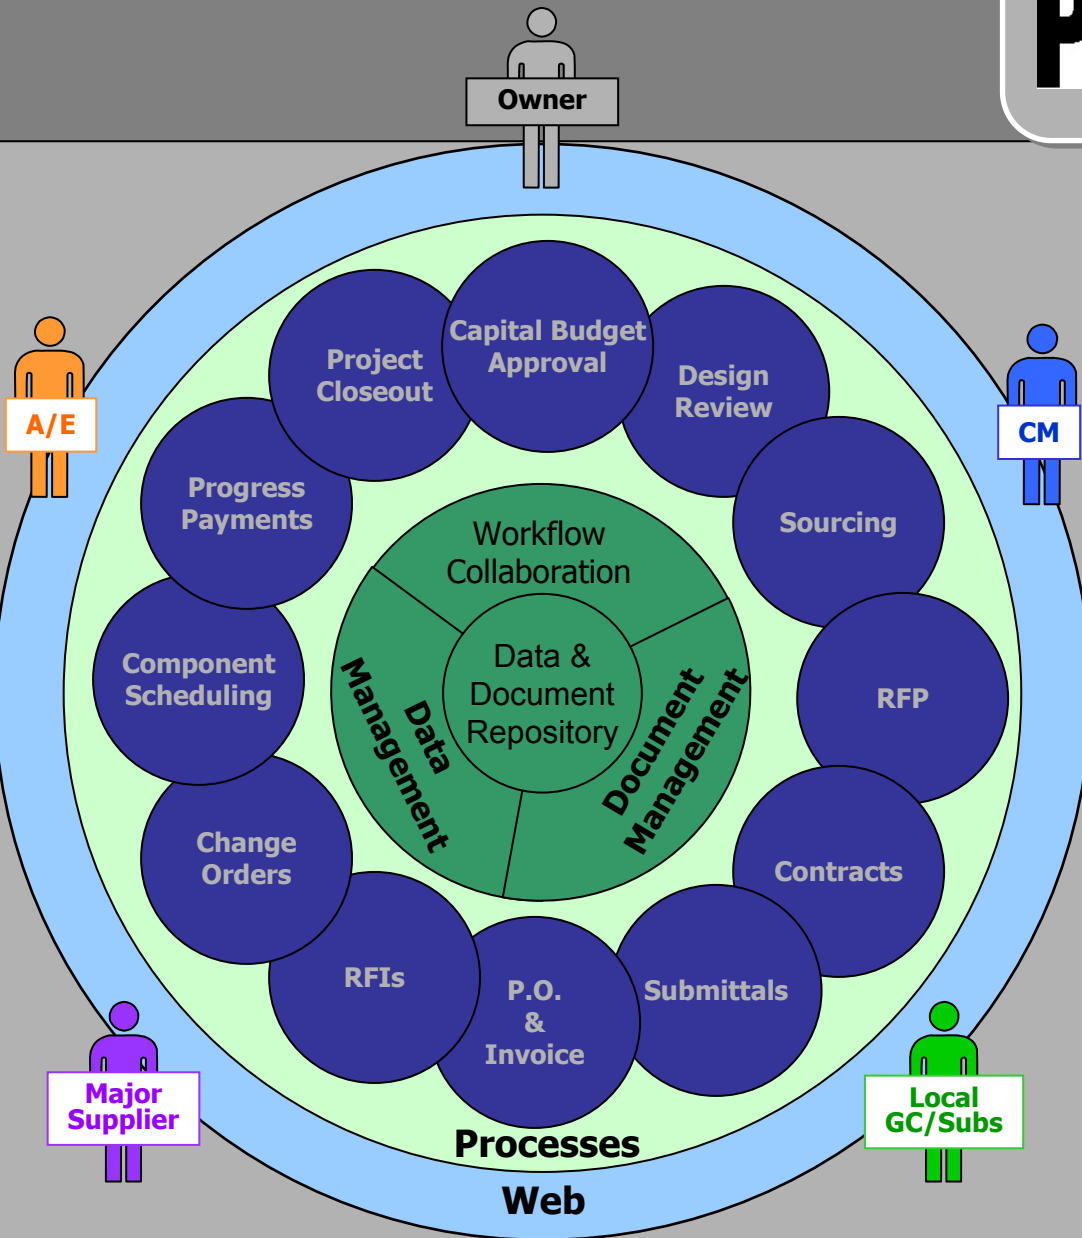 Owner
Capital Budget
Approval
Project
Closeout
Design
Review
A/E
CM
Progress
Payments
Sourcing
Workflow
Collaboration
Component
Scheduling
Data
Management
Data &
Document
Repository
Document
Management
RFP
Change
Orders
Contracts
RFIs
P.O.
&
Invoice
Submittals
Major
Supplier
Local
GC/Subs
Processes
Web